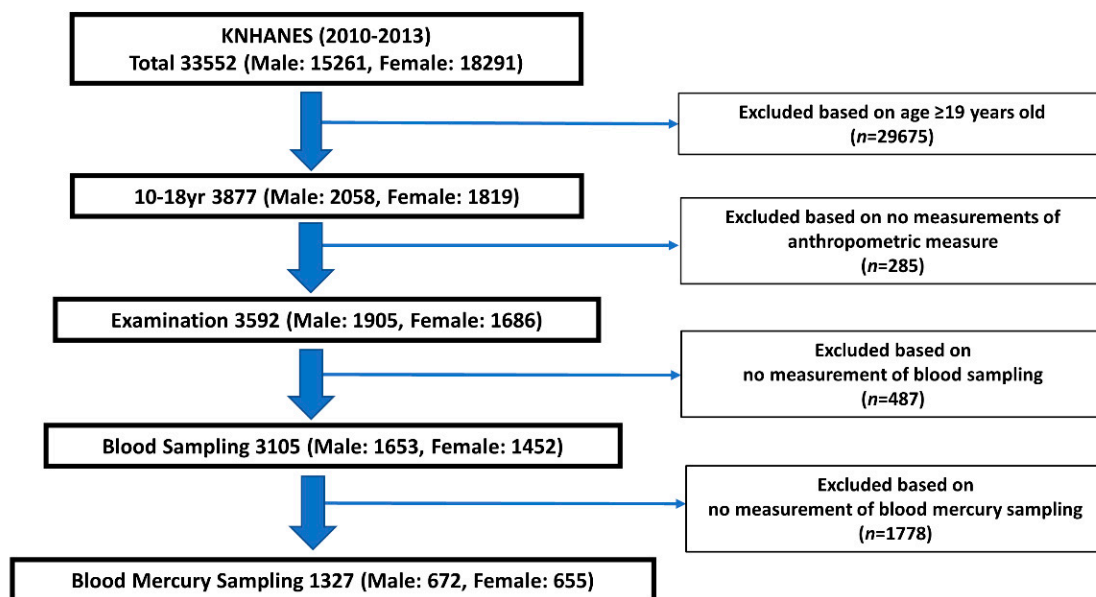 KNHANES (2010-2013)
Total 33552 (Male: 15261, Female: 18291)
Excluded based on age ≥19 years old
(n=29675)
10-18yr 3877 (Male: 2058, Female: 1819)
Excluded based on no measurements of
anthropometric measure
(n=285)
Examination 3592 (Male: 1905, Female: 1686)
Excluded based on
no measurement of blood sampling
(n=487)
Blood Sampling 3105 (Male: 1653, Female: 1452)
Excluded based on
no measurement of blood mercury sampling
(n=1778)
Blood Mercury Sampling 1327 (Male: 672, Female: 655)